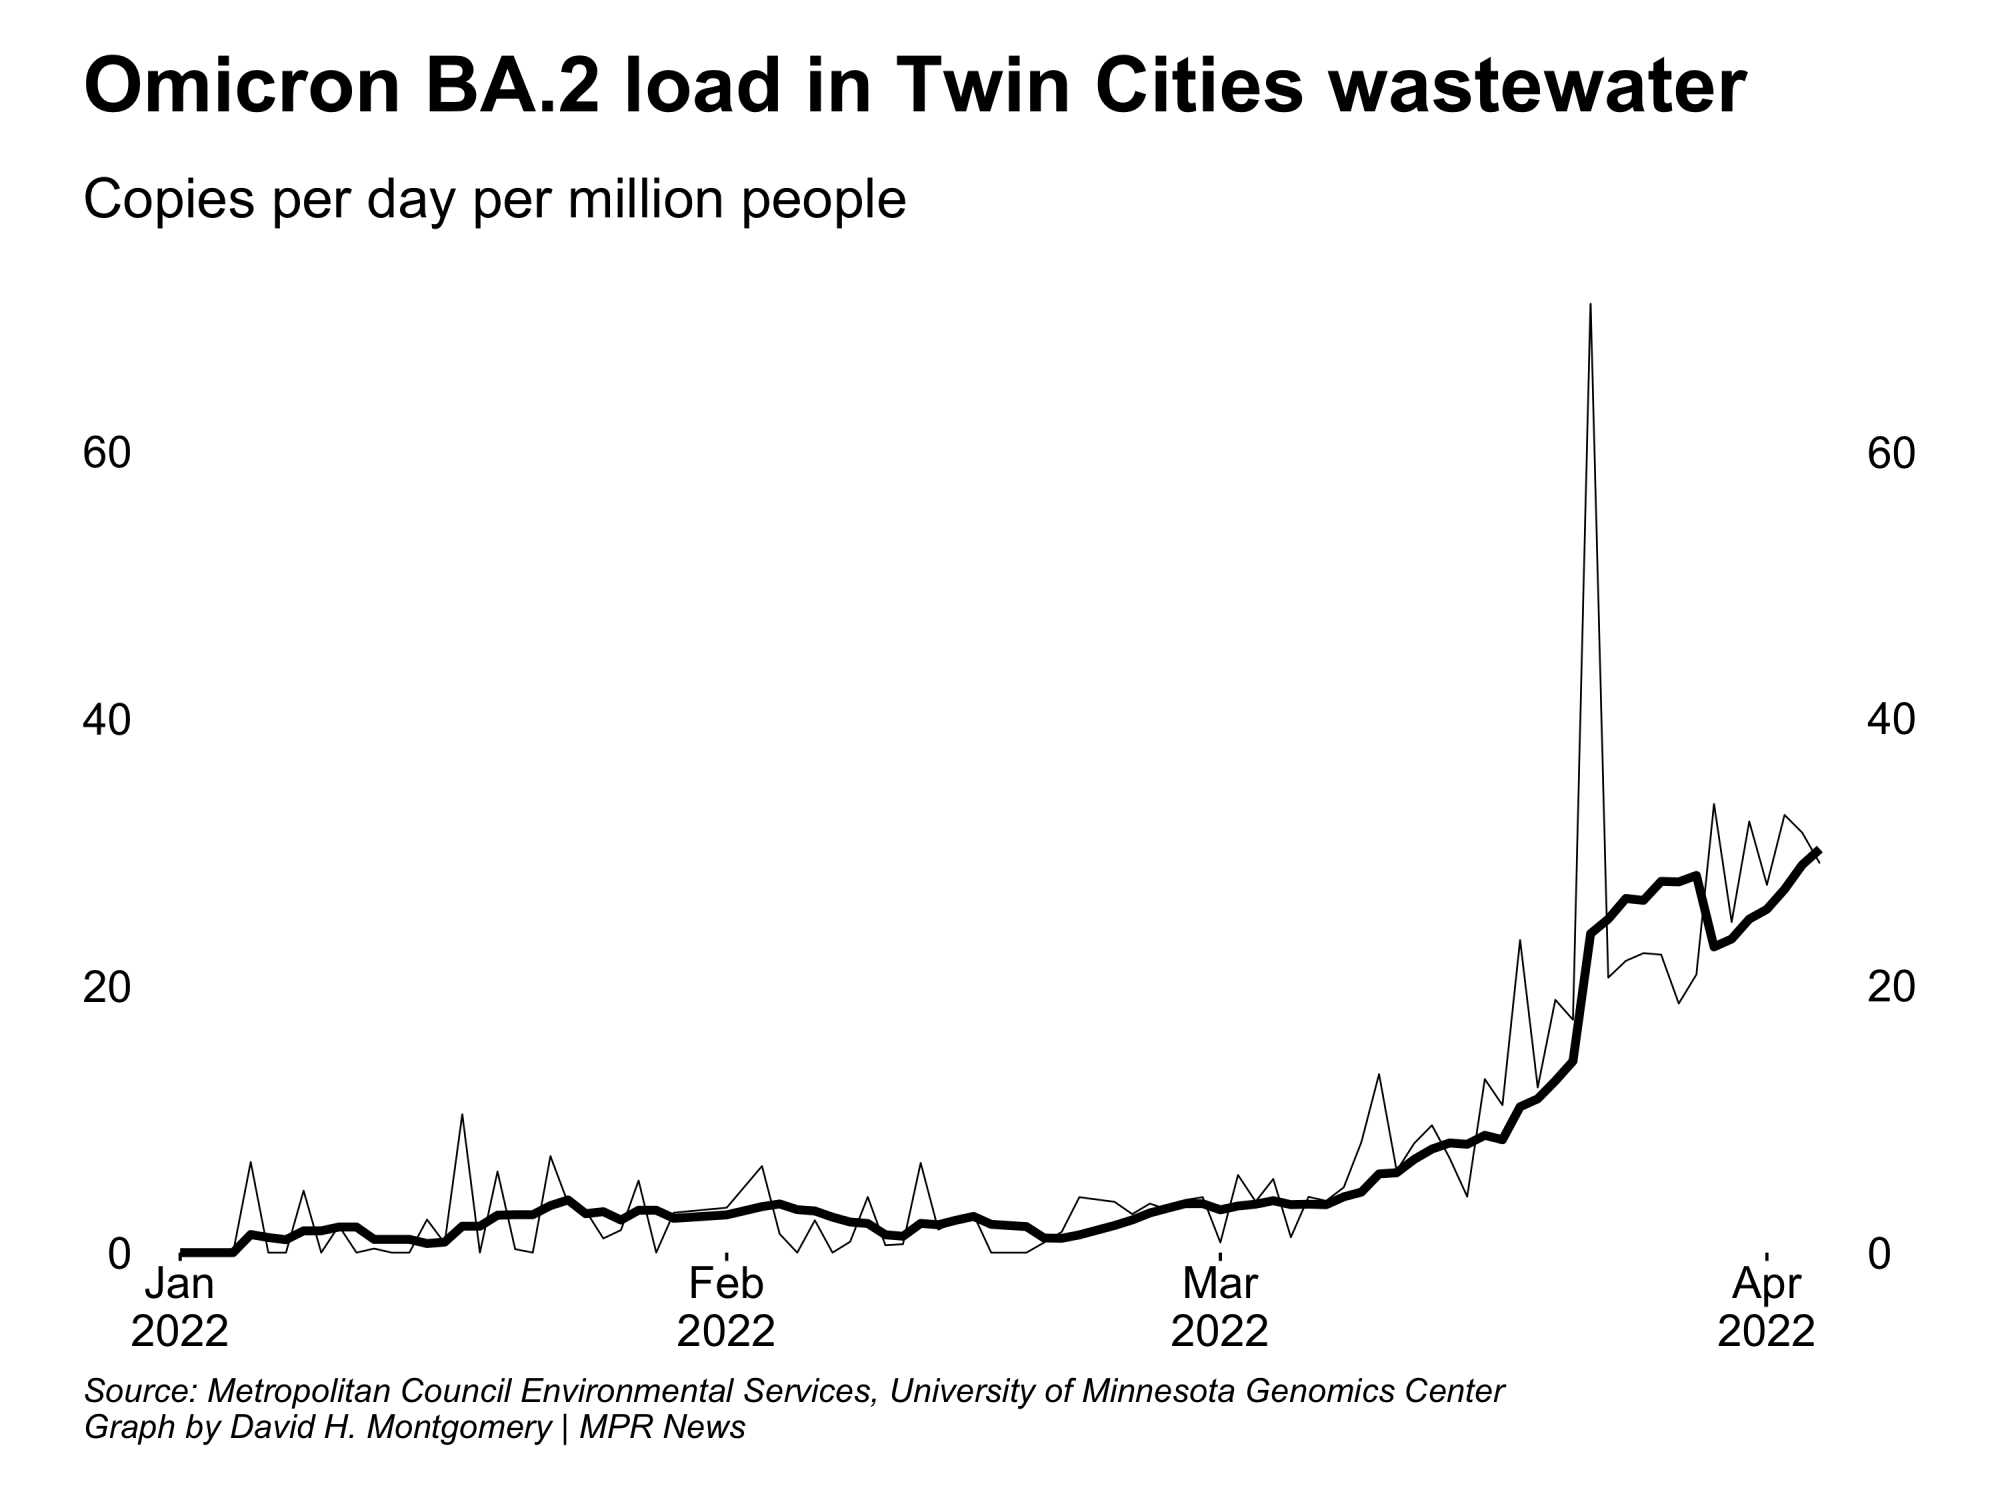 Omicron BA.2 load in Twin Cities wastewater
Copies per day per million people
60 60
40 40
20 20
0 0
Jan Feb Mar Apr
2022 2022 2022 2022
Source: Metropolitan Council Environmental Services, University of Minnesota Genomics Center
Graph by David H. Montgomery | MPR News